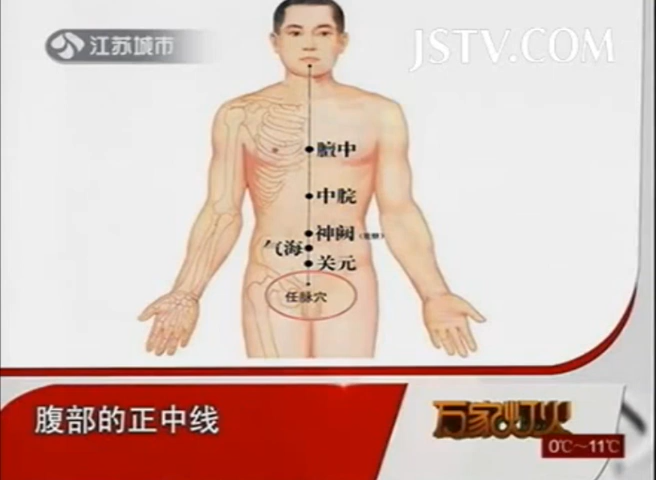 江苏城市
JSTV.COM
膻中
中脘
神阙
气海
关元
任脉穴
腹部的正中线
万家灯火
0℃~11℃